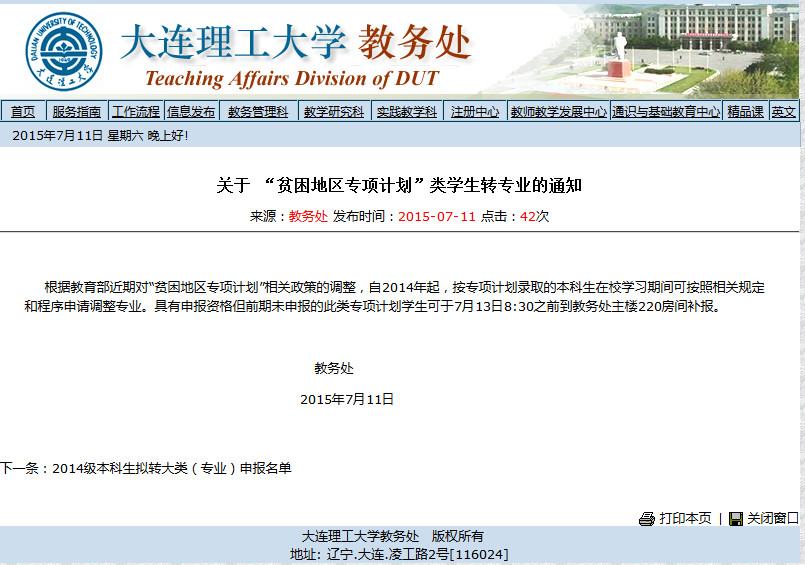 DALIAN UNIVERSITY OF TECHNOLOGY
大连理工大学
大连理工大学 教务处
Teaching Affairs Division of DUT
首页 服务指南 工作流程 信息发布 教务管理科 教学研究科 实践教学科 注册中心 教师教学发展中心 通识与基础教育中心 精品课 英文
2015年7月11日 星期六 晚上好!
关于 “贫困地区专项计划”类学生转专业的通知
来源：教务处 发布时间：2015-07-11 点击：42次
根据教育部近期对“贫困地区专项计划”相关政策的调整，自2014年起，按专项计划录取的本科生在校学习期间可按照相关规定
和程序申请调整专业。具有申报资格但前期未申报的此类专项计划学生可于7月13日8:30之前到教务处主楼220房间补报。
教务处
2015年7月11日
下一条：2014级本科生拟转大类（专业）申报名单
打印本页 | 关闭窗口
大连理工大学教务处 版权所有
地址: 辽宁.大连.凌工路2号[116024]